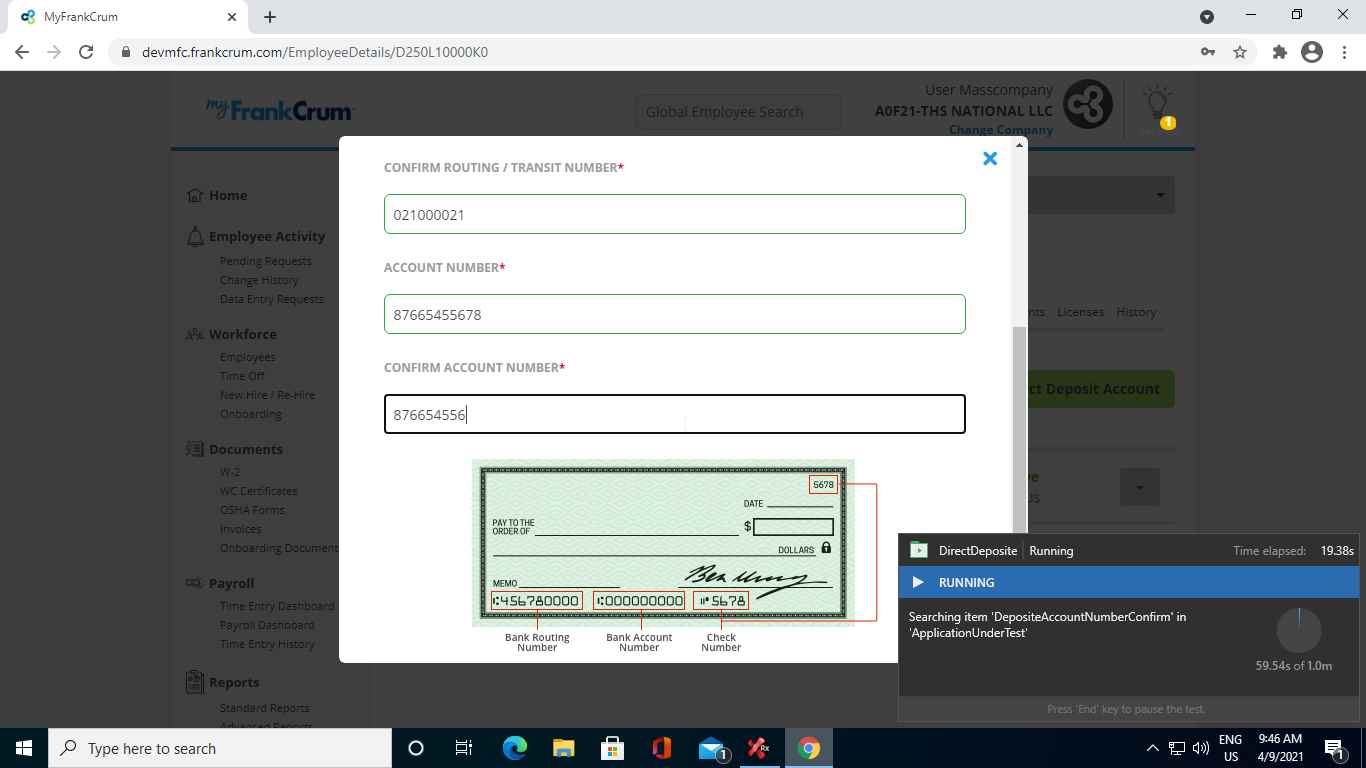 MyFrankCrum
devmfc.frankcrum.com/EmployeeDetails/D250L10000K0
myFrankCrum
Global Employee Search
User Masscompany
A0F21-THS NATIONAL LLC
Change Company
1
Home
Employee Activity
Pending Requests
Change History
Data Entry Requests
Workforce
Employees
Time Off
New Hire / Re-Hire
Onboarding
Documents
W-2
WC Certificates
OSHA Forms
Invoices
Onboarding Document
Payroll
Time Entry Dashboard
Payroll Dashboard
Time Entry History
Reports
Standard Reports
Advanced Reports
nts Licenses History
ct Deposit Account
CONFIRM ROUTING / TRANSIT NUMBER*
021000021
ACCOUNT NUMBER*
87665455678
CONFIRM ACCOUNT NUMBER*
876654556
5678
DATE
PAY TO THE
ORDER OF
$
DOLLARS
MEMO
⑆456780000 ⑆000000000 ⑈5678
Bank Routing
Number
Bank Account
Number
Check
Number
DirectDeposite Running Time elapsed: 19.38s
RUNNING
Searching item 'DepositeAccountNumberConfirm' in
'ApplicationUnderTest'
59.54s of 1.0m
Press 'End' key to pause the test.
Type here to search
1
Rx
ENG
US
9:46 AM
4/9/2021
1